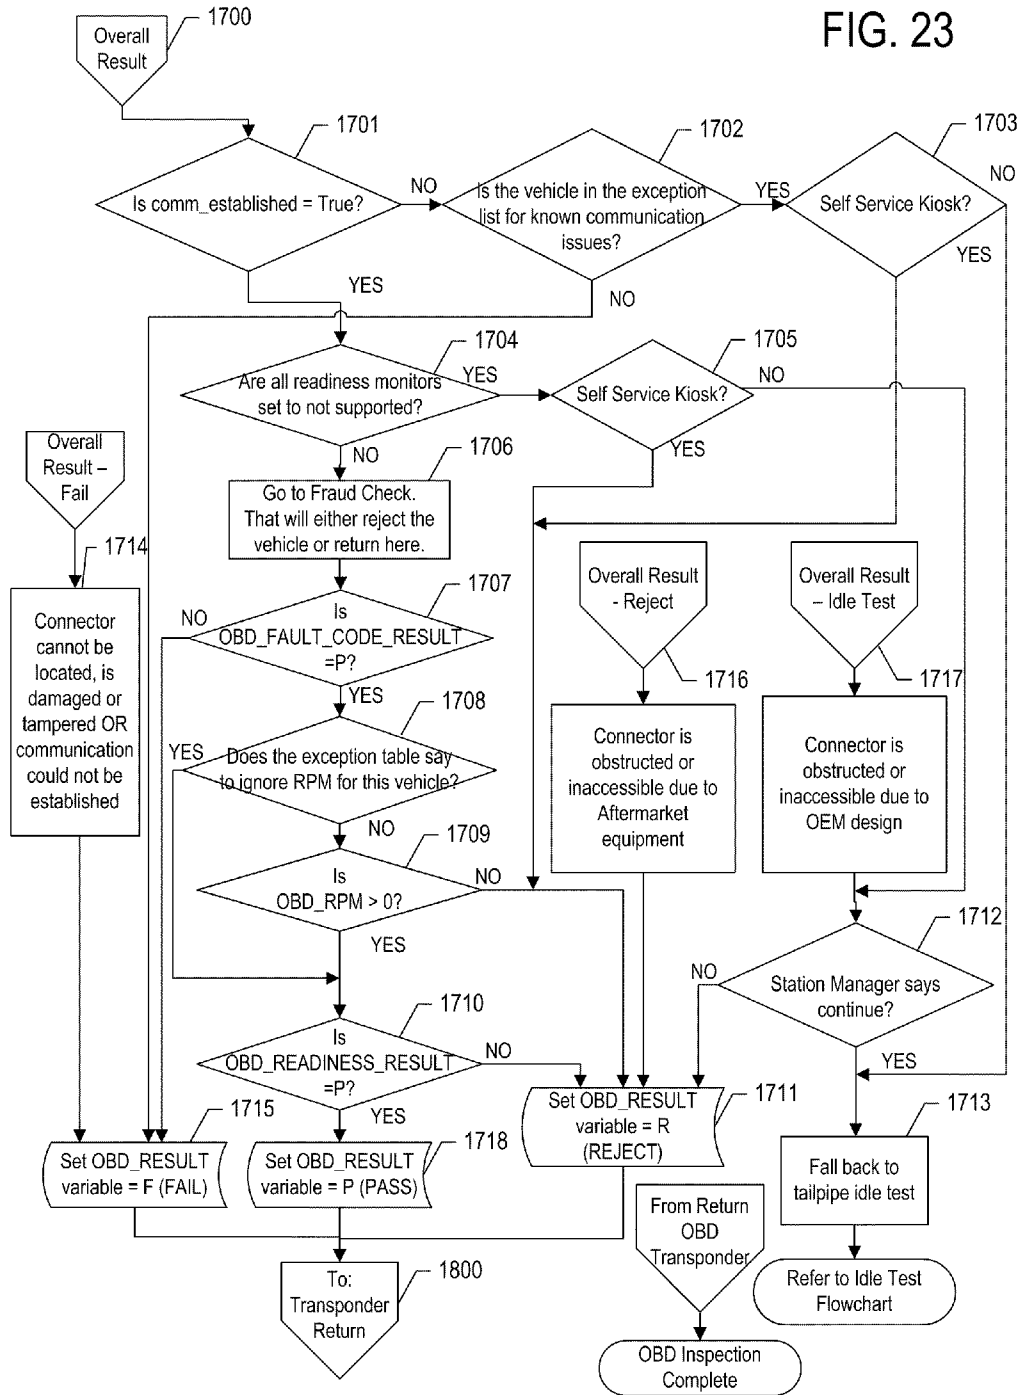 FIG. 23
Overall
Result
1700
1701
1702
1703
Is comm_established = True?
NO
Is the vehicle in the exception
list for known communication
issues?
YES
Self Service Kiosk?
NO
YES
YES
NO
1704
1705
Are all readiness monitors
set to not supported?
YES
Self Service Kiosk?
NO
YES
NO
1706
Overall
Result –
Fail
Go to Fraud Check.
That will either reject the
vehicle or return here.
1714
1707
Overall Result
- Reject
Overall Result
– Idle Test
Connector
cannot be
located, is
damaged or
tampered OR
communication
could not be
established
NO
Is
OBD_FAULT_CODE_RESULT
=P?
YES
1708
1716
1717
YES
Does the exception table say
to ignore RPM for this vehicle?
NO
Connector is
obstructed or
inaccessible due to
Aftermarket
equipment
Connector is
obstructed or
inaccessible due to
OEM design
1709
Is
OBD_RPM > 0?
NO
YES
1712
NO
Station Manager says
continue?
YES
1710
Is
OBD_READINESS_RESULT
=P?
NO
YES
1715
1718
1711
1713
Set OBD_RESULT
variable = F (FAIL)
Set OBD_RESULT
variable = P (PASS)
Set OBD_RESULT
variable = R
(REJECT)
Fall back to
tailpipe idle test
From Return
OBD
Transponder
To:
Transponder
Return
1800
Refer to Idle Test
Flowchart
OBD Inspection
Complete